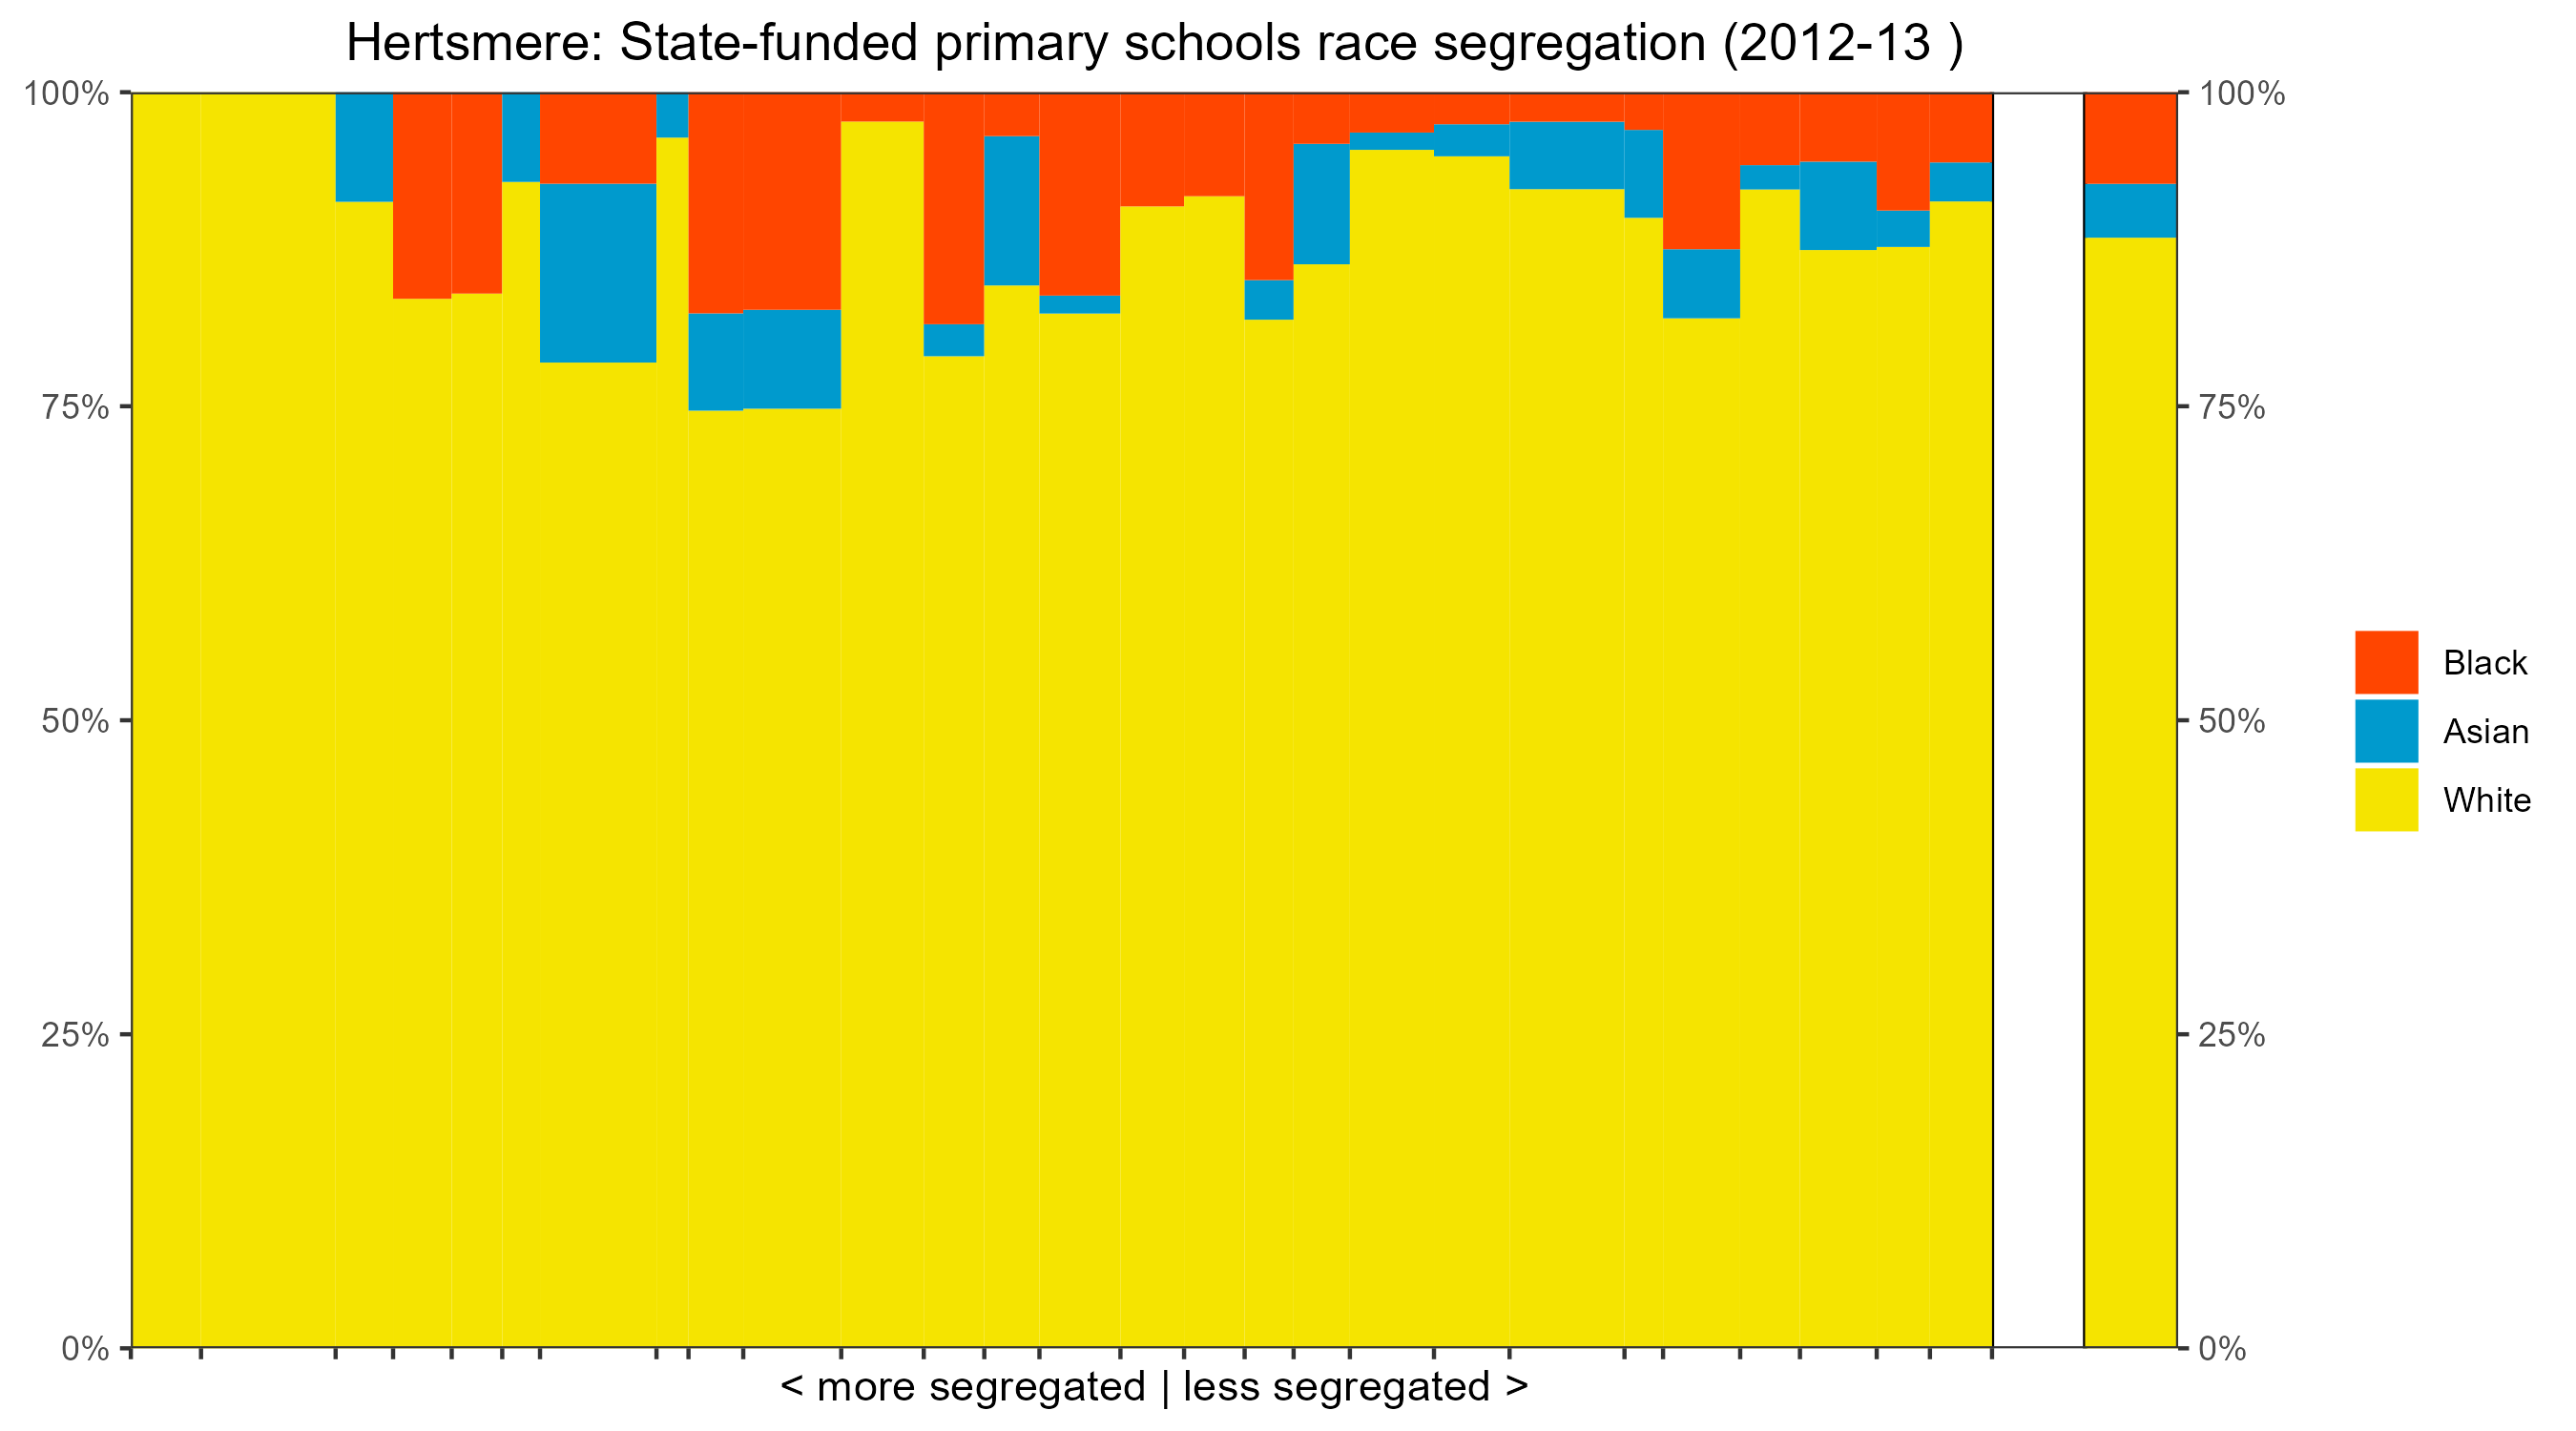 Hertsmere: State-funded primary schools race segregation (2012-13 )
100%
75%
50%
25%
0%
100%
75%
50%
25%
0%
Black
Asian
White
< more segregated | less segregated >